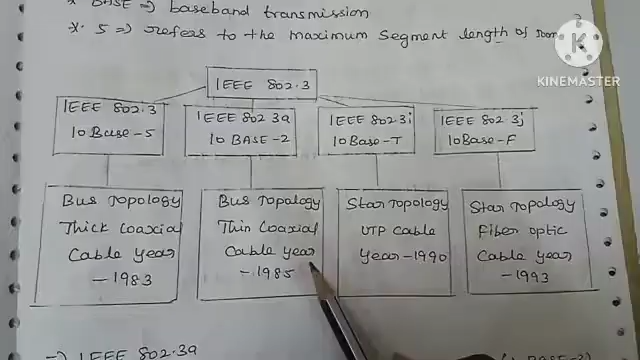 * BASE => baseband transmission
* 5 => refers to the maximum segment length of 500m
KINEMASTER
IEEE 802.3
IEEE 802.3
10 Base-5
IEEE 802.3a
10 BASE-2
IEEE 802.3i
10 Base-T
IEEE 802.3j
10 Base-F
Bus Topology
Thick Coaxial
Cable year
- 1983
Bus Topology
Thin Coaxial
Cable year
- 1985
Star Topology
UTP Cable
Year - 1990
Star Topology
Fiber optic
Cable year
- 1993
=> IEEE 802.3a